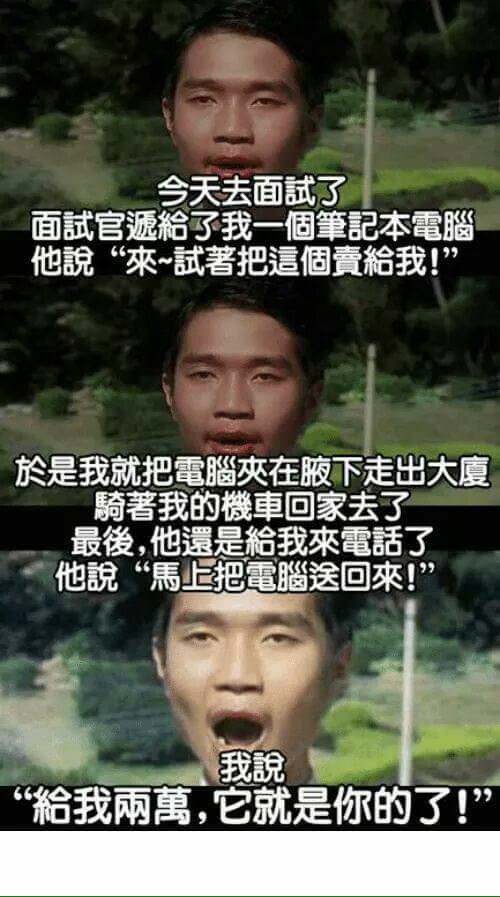 今天去面試了
面試官遞給了我一個筆記本電腦
他說“來~試著把這個賣給我!”
於是我就把電腦夾在腋下走出大廈
騎著我的機車回家去了
最後,他還是給我來電話了
他說“馬上把電腦送回來!”
我說
“給我兩萬,它就是你的了!”